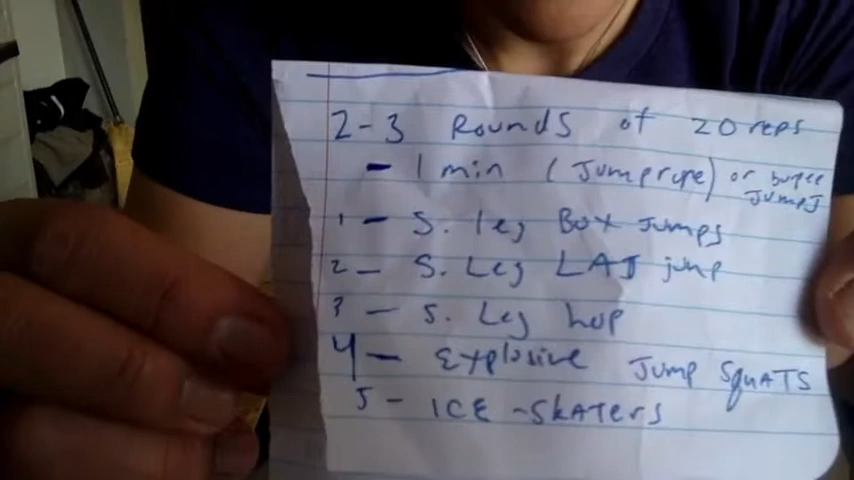 2-3 Rounds of 20 reps
- 1 min (Jumprope) or burpee Jumps
1 - S. leg Box Jumps
2 - S. Leg LAT jump
3 - S. Leg hop
4 - Explosive Jump SquATS
5 - ICE-SkATers